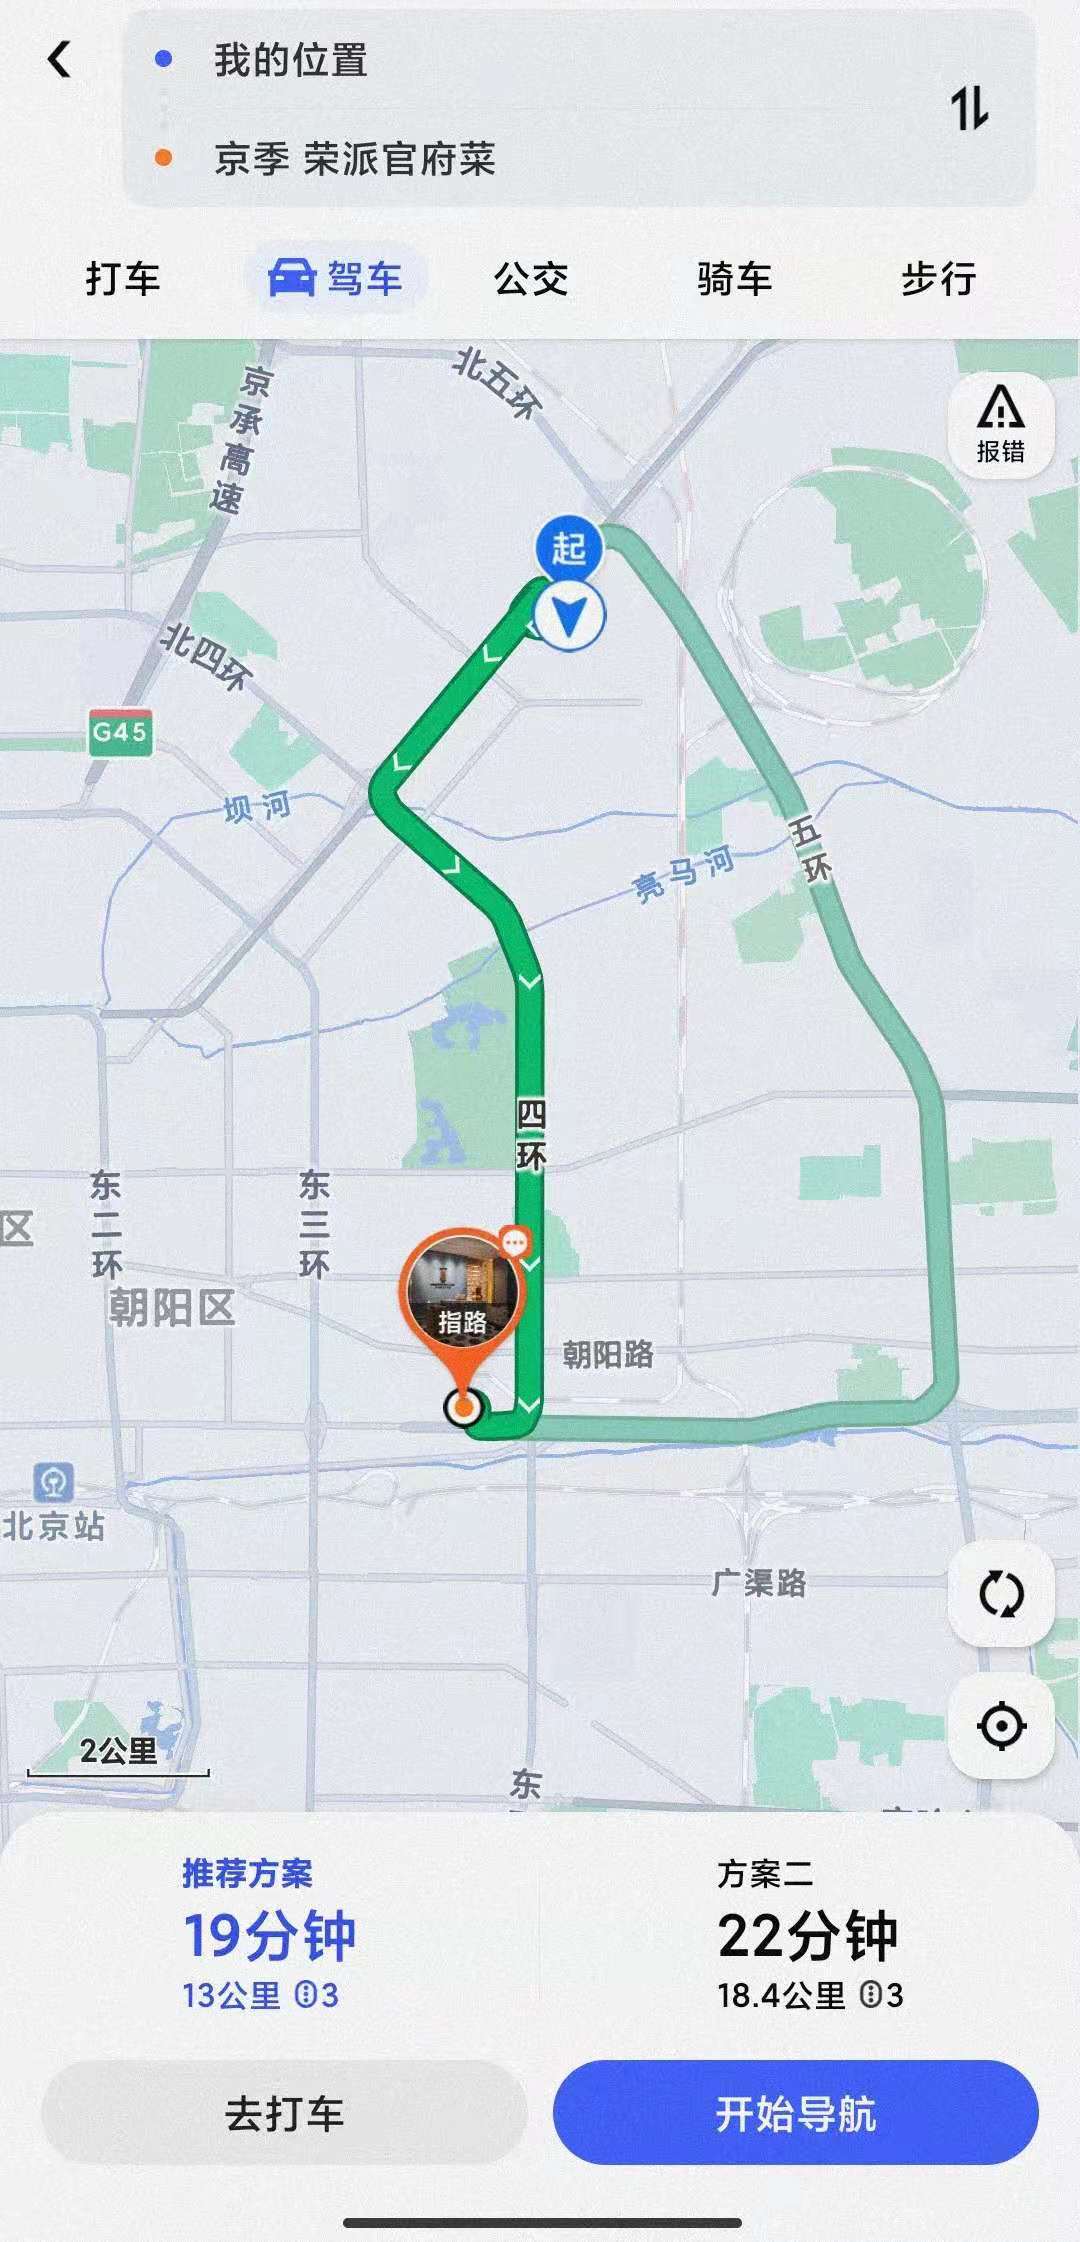 我的位置
京季 荣派官府菜
打车
驾车
公交
骑车
步行
北五环
京承高速
报错
起
北四环
G45
坝河
五环
亮马河
四环
东二环
东三环
区
朝阳区
指路
朝阳路
北京站
广渠路
2公里
东
推荐方案
19分钟
13公里 3
方案二
22分钟
18.4公里 3
去打车
开始导航